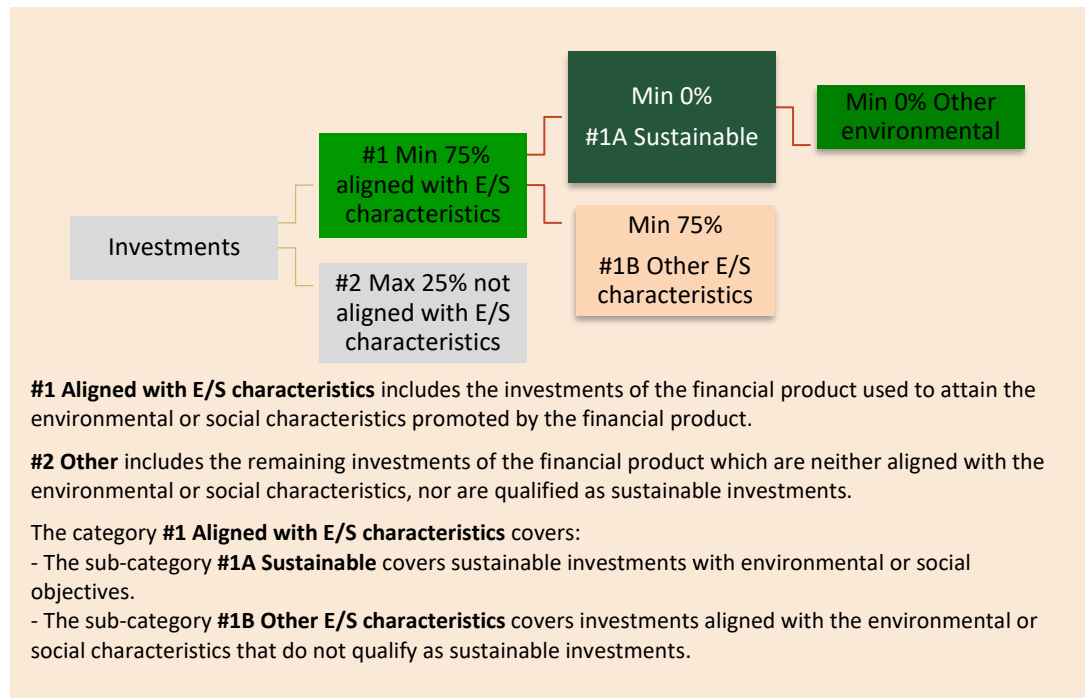 Min 0%
#1A Sustainable
Min 0% Other
environmental
#1 Min 75%
aligned with E/S
characteristics
Min 75%
#1B Other E/S
characteristics
Investments
#2 Max 25% not
aligned with E/S
characteristics
#1 Aligned with E/S characteristics includes the investments of the financial product used to attain the
environmental or social characteristics promoted by the financial product.
#2 Other includes the remaining investments of the financial product which are neither aligned with the
environmental or social characteristics, nor are qualified as sustainable investments.
The category #1 Aligned with E/S characteristics covers:
- The sub-category #1A Sustainable covers sustainable investments with environmental or social
objectives.
- The sub-category #1B Other E/S characteristics covers investments aligned with the environmental or
social characteristics that do not qualify as sustainable investments.